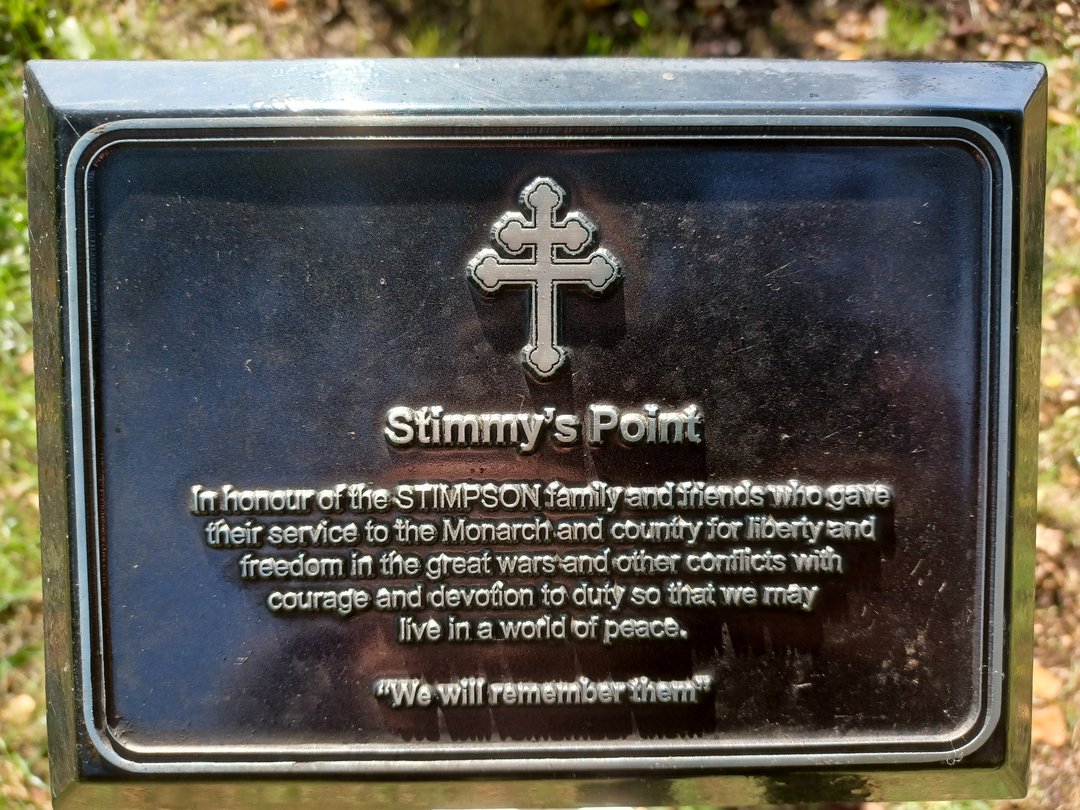 Stimmy's Point
In honour of the STIMPSON family and friends who gave
their service to the Monarch and country for liberty and
freedom in the great wars and other conflicts with
courage and devotion to duty so that we may
live in a world of peace.
“We will remember them”